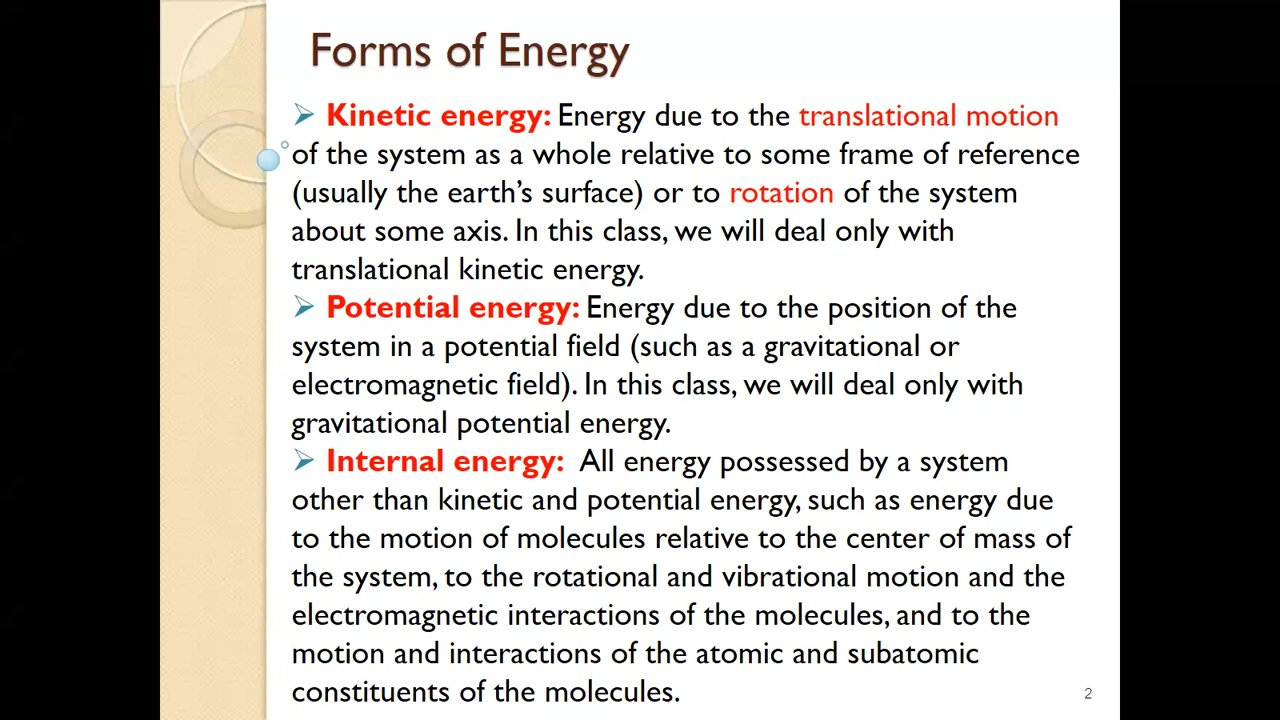 Forms of Energy
➢ Kinetic energy: Energy due to the translational motion
of the system as a whole relative to some frame of reference
(usually the earth’s surface) or to rotation of the system
about some axis. In this class, we will deal only with
translational kinetic energy.
➢ Potential energy: Energy due to the position of the
system in a potential field (such as a gravitational or
electromagnetic field). In this class, we will deal only with
gravitational potential energy.
➢ Internal energy: All energy possessed by a system
other than kinetic and potential energy, such as energy due
to the motion of molecules relative to the center of mass of
the system, to the rotational and vibrational motion and the
electromagnetic interactions of the molecules, and to the
motion and interactions of the atomic and subatomic
constituents of the molecules.
2